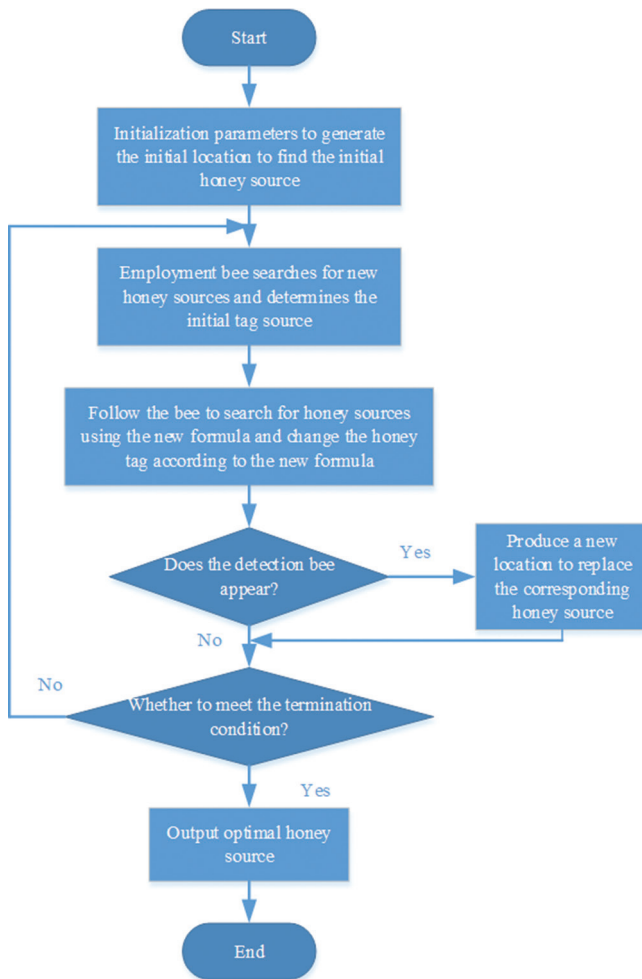 Start
Initialization parameters to generate
the initial location to find the initial
honey source
Employment bee searches for new
honey sources and determines the
initial tag source
Follow the bee to search for honey sources
using the new formula and change the honey
tag according to the new formula
Does the detection bee
appear?
Yes
Produce a new
location to replace
the corresponding
honey source
No
No
Whether to meet the termination
condition?
Yes
Output optimal honey
source
End